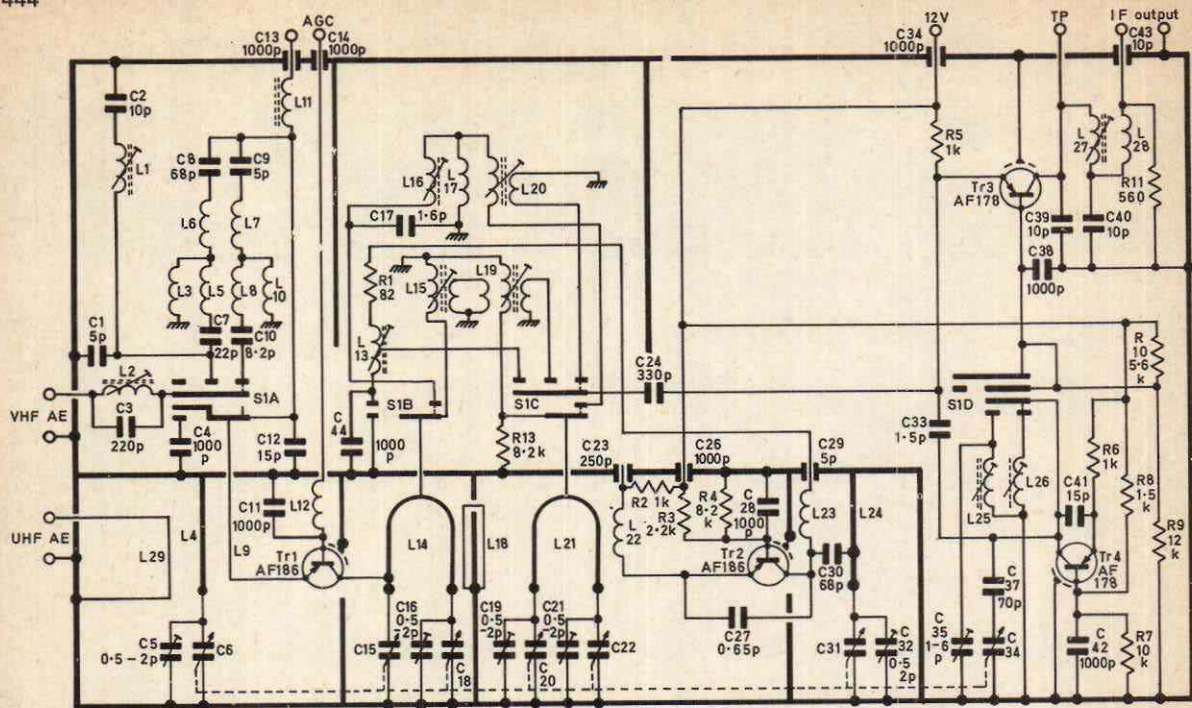 444
AGC
12V
TP
IF output
C13
1000p
C14
1000p
C34
1000p
C43
10p
C2
10p
L1
L11
C8
68p
C9
5p
L6
L7
L3
L5
L8
L
10
C7
22p
C10
8·2p
C1
5p
L2
C3
220p
VHF AE
S1A
C4
1000
p
C12
15p
L16
L
17
L20
C17
1·6p
R1
82
L15
L19
L
13
S1B
S1C
C
44
1000
p
R13
8·2k
C24
330p
R5
1k
Tr3
AF178
L
27
L
28
R11
560
C39
10p
C40
10p
C38
1000p
R
10
5·6
k
S1D
C33
1·5p
R6
1k
R8
1·5
k
R9
12
k
L25
L26
C41
15p
Tr4
AF
178
C
37
70p
C
35
1-6
p
C
34
C
42
1000p
R7
10
k
UHF AE
L29
L4
L9
C11
1000p
L12
Tr1
AF186
L14
L18
L21
C23
250p
C26
1000p
C29
5p
R2 1k
R3
2·2k
R4
8·2
k
C
28
1000
p
L
22
L23
L24
Tr2
AF186
C30
68p
C27
0·65p
C5
0·5-2p
C6
C15
C16
0·5
-2p
C
18
C19
0·5
-2p
C
20
C21
0·5
-2p
C22
C31
C
32
0·5
2p